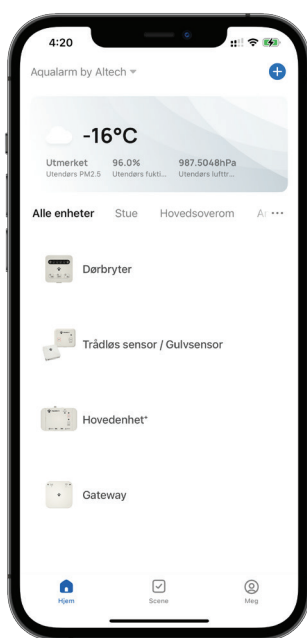 4:20
Aqualarm by Altech
-16°C
Utmerket 96.0% 987.5048hPa
Utendørs PM2.5 Utendørs fukti... Utendørs lufttr...
Alle enheter Stue Hovedsoverom
Dørbryter
Trådløs sensor / Gulvsensor
Hovedenhet*
Gateway
Hjem Scene Meg